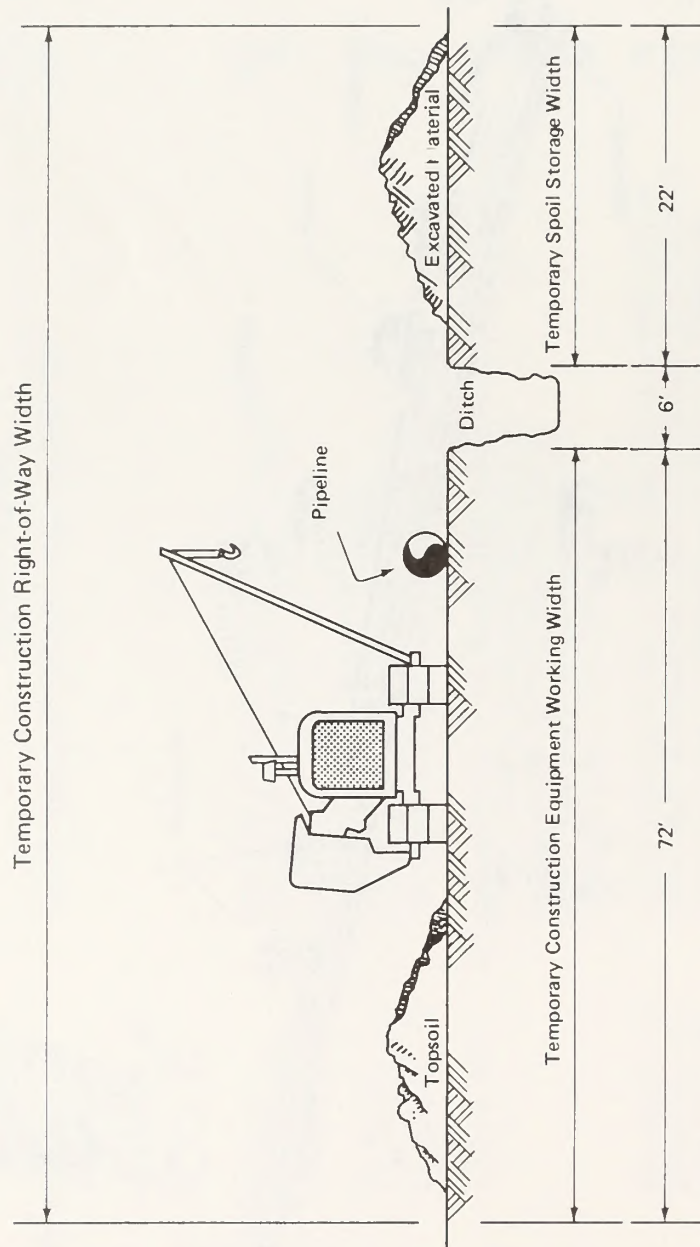 Temporary Construction Right-of-Way Width
Pipeline
Topsoil
Ditch
Excavated
Temporary Construction Equipment Working Width
Temporary Spoil Storage Width
72'
6'
22'